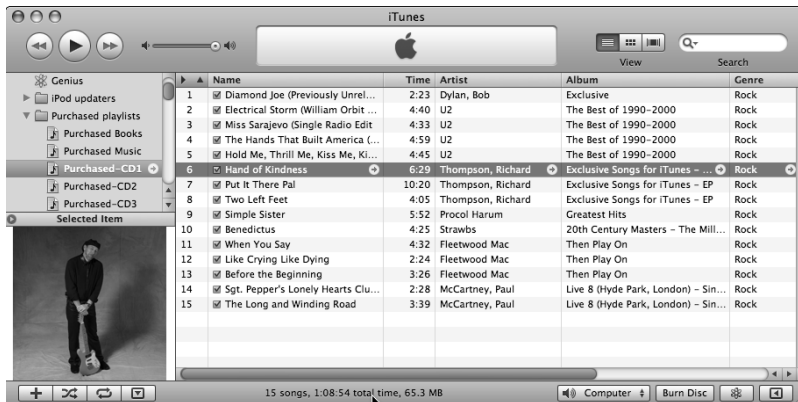 iTunes
View
Search
Genius
iPod updaters
Purchased playlists
Purchased Books
Purchased Music
Purchased-CD1
Purchased-CD2
Purchased-CD3
Selected Item
Name Time Artist Album Genre
1 Diamond Joe (Previously Unrel... 2:23 Dylan, Bob Exclusive Rock
2 Electrical Storm (William Orbit ... 4:40 U2 The Best of 1990-2000 Rock
3 Miss Sarajevo (Single Radio Edit 4:33 U2 The Best of 1990-2000 Rock
4 The Hands That Built America (... 4:59 U2 The Best of 1990-2000 Rock
5 Hold Me, Thrill Me, Kiss Me, Ki... 4:45 U2 The Best of 1990-2000 Rock
6 Hand of Kindness 6:29 Thompson, Richard Exclusive Songs for iTunes - ... Rock
7 Put It There Pal 10:20 Thompson, Richard Exclusive Songs for iTunes - EP Rock
8 Two Left Feet 4:05 Thompson, Richard Exclusive Songs for iTunes - EP Rock
9 Simple Sister 5:52 Procol Harum Greatest Hits Rock
10 Benedictus 4:25 Strawbs 20th Century Masters - The Mill... Rock
11 When You Say 4:32 Fleetwood Mac Then Play On Rock
12 Like Crying Like Dying 2:24 Fleetwood Mac Then Play On Rock
13 Before the Beginning 3:26 Fleetwood Mac Then Play On Rock
14 Sgt. Pepper's Lonely Hearts Clu... 2:28 McCartney, Paul Live 8 (Hyde Park, London) - Sin... Rock
15 The Long and Winding Road 3:39 McCartney, Paul Live 8 (Hyde Park, London) - Sin... Rock
15 songs, 1:08:54 total time, 65.3 MB
Computer
Burn Disc